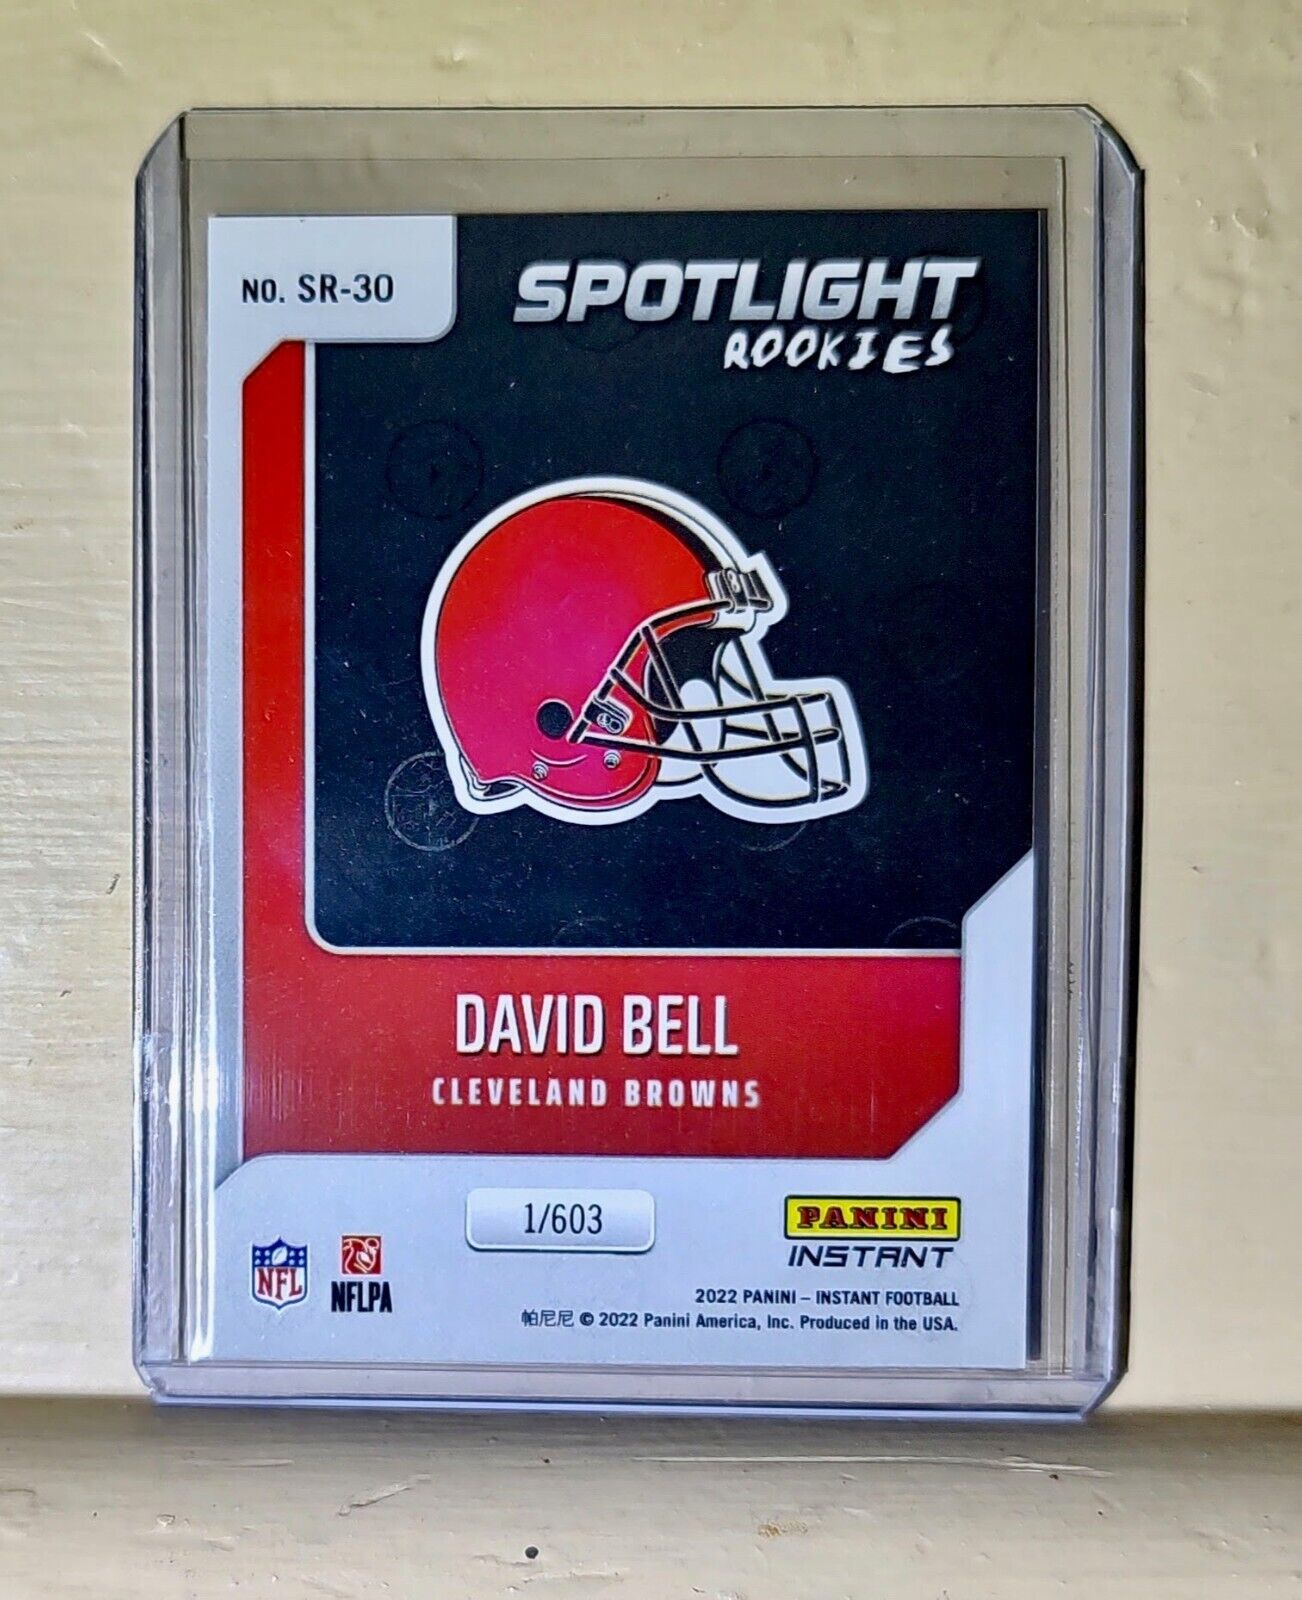 NO. SR-30
SPOTLIGHT
ROOKIES
DAVID BELL
CLEVELAND BROWNS
1/603
PANINI
INSTANT
NFL
NFLPA
2022 PANINI – INSTANT FOOTBALL
帕尼尼 © 2022 Panini America, Inc. Produced in the USA.